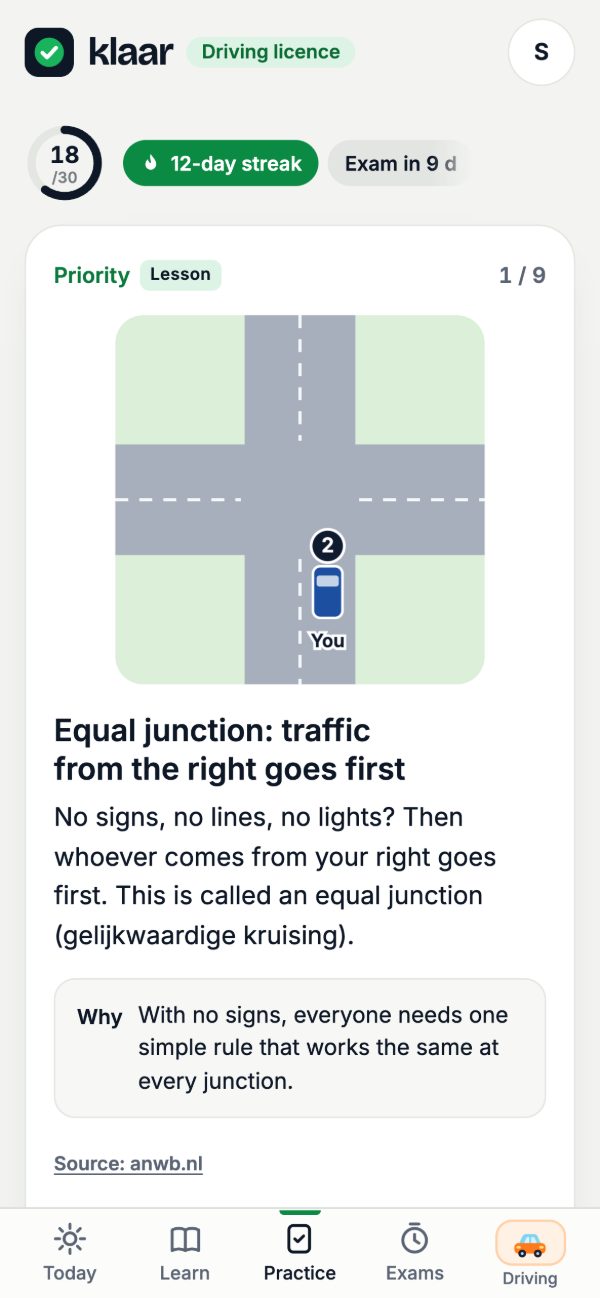 klaar
Driving licence
S
18
/30
12-day streak
Exam in 9 d
Priority
Lesson
1 / 9
2
You
Equal junction: traffic
from the right goes first
No signs, no lines, no lights? Then
whoever comes from your right goes
first. This is called an equal junction
(gelijkwaardige kruising).
Why
With no signs, everyone needs one
simple rule that works the same at
every junction.
Source: anwb.nl
Today
Learn
Practice
Exams
Driving